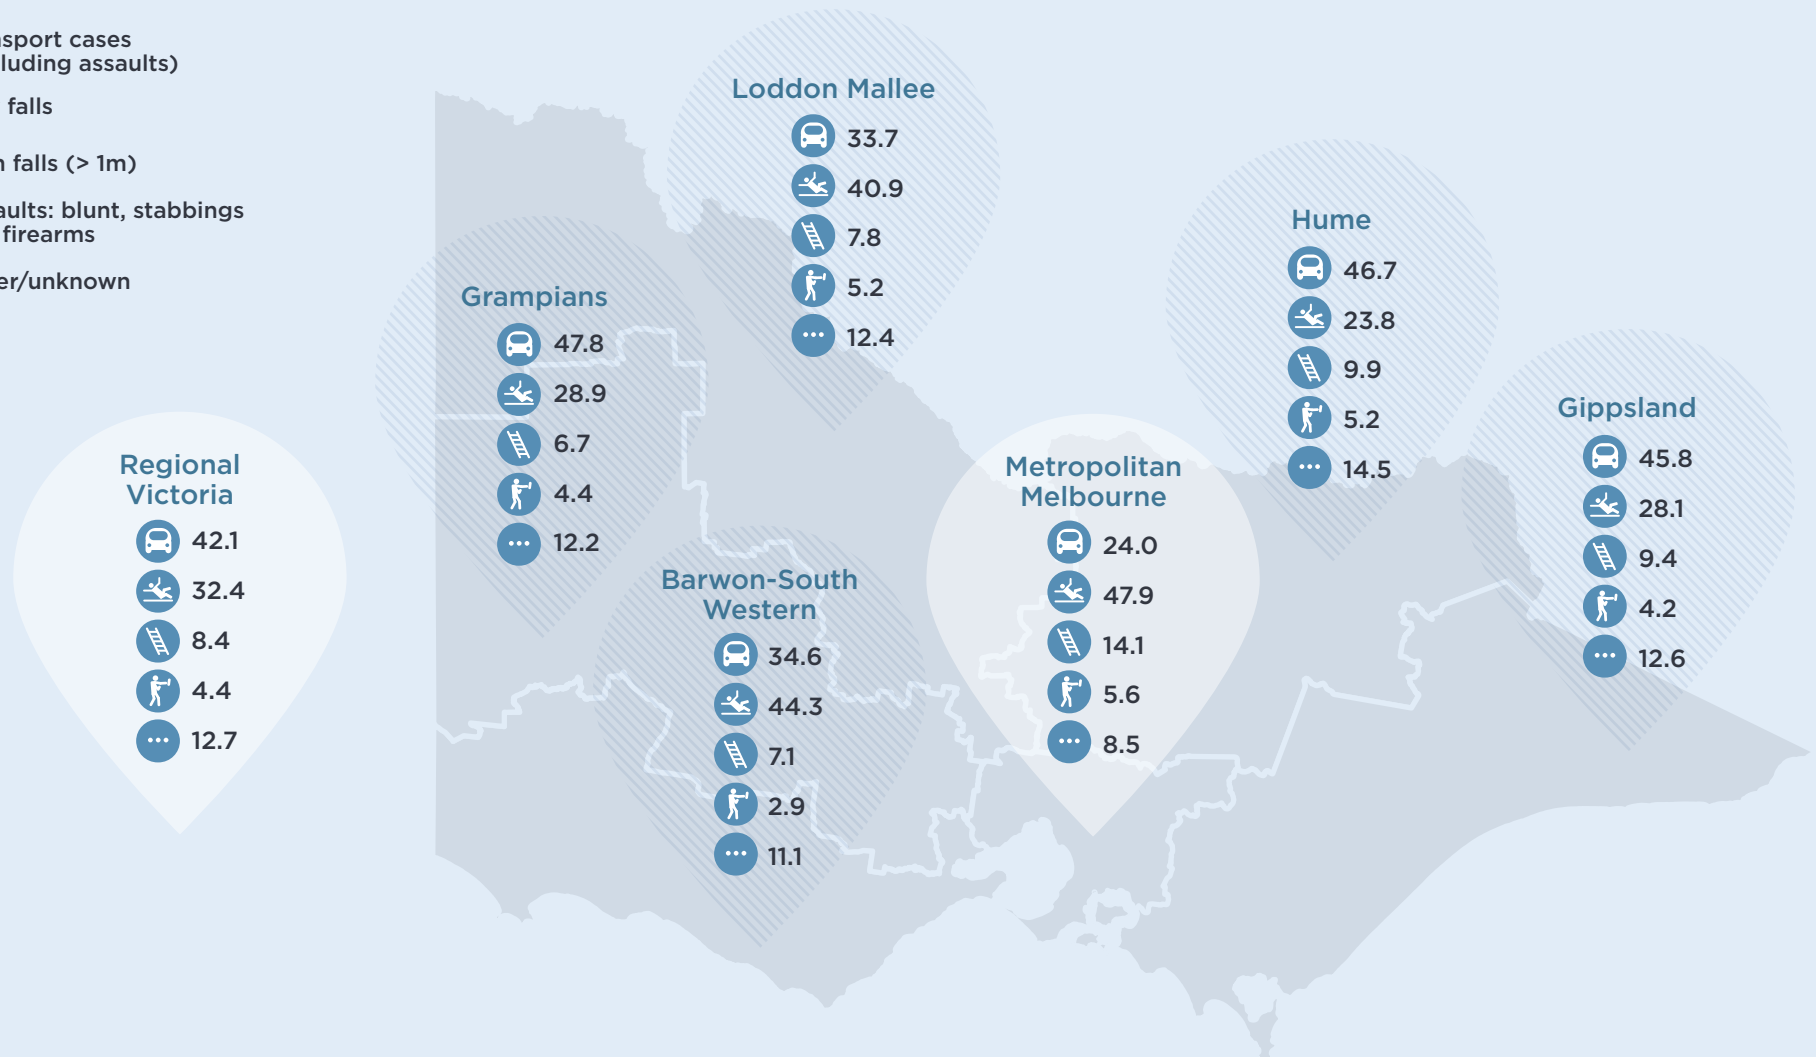 nsport cases
luding assaults)
falls
h falls (> 1m)
aults: blunt, stabbings
firearms
er/unknown
Loddon Mallee
33.7
40.9
7.8
5.2
12.4
Hume
46.7
23.8
9.9
5.2
14.5
Grampians
47.8
28.9
6.7
4.4
12.2
Gippsland
45.8
28.1
9.4
4.2
12.6
Regional
Victoria
42.1
32.4
8.4
4.4
12.7
Metropolitan
Melbourne
24.0
47.9
14.1
5.6
8.5
Barwon-South
Western
34.6
44.3
7.1
2.9
11.1